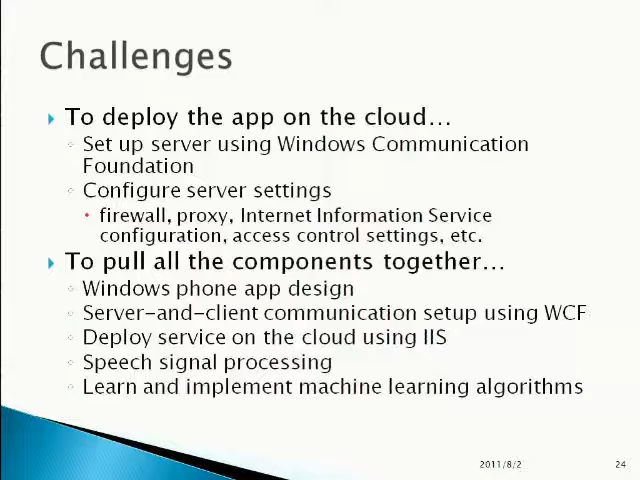 Challenges
To deploy the app on the cloud…
Set up server using Windows Communication
Foundation
Configure server settings
firewall, proxy, Internet Information Service
configuration, access control settings, etc.
To pull all the components together…
Windows phone app design
Server-and-client communication setup using WCF
Deploy service on the cloud using IIS
Speech signal processing
Learn and implement machine learning algorithms
2011/8/2
24